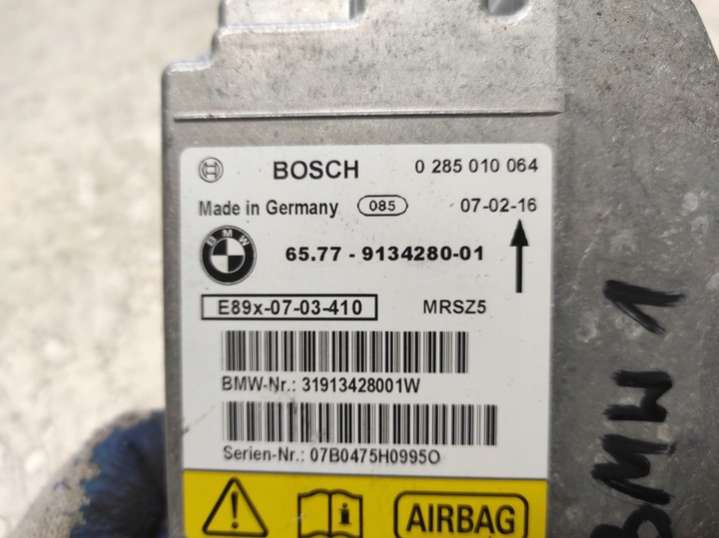 BOSCH 0 285 010 064
Made in Germany 085 07-02-16
BMW 65.77 - 9134280-01
E89x-07-03-410 MRSZ5
BMW-Nr.: 31913428001W
Serien-Nr.: 07B0475H0995O
i AIRBAG
BMW 1